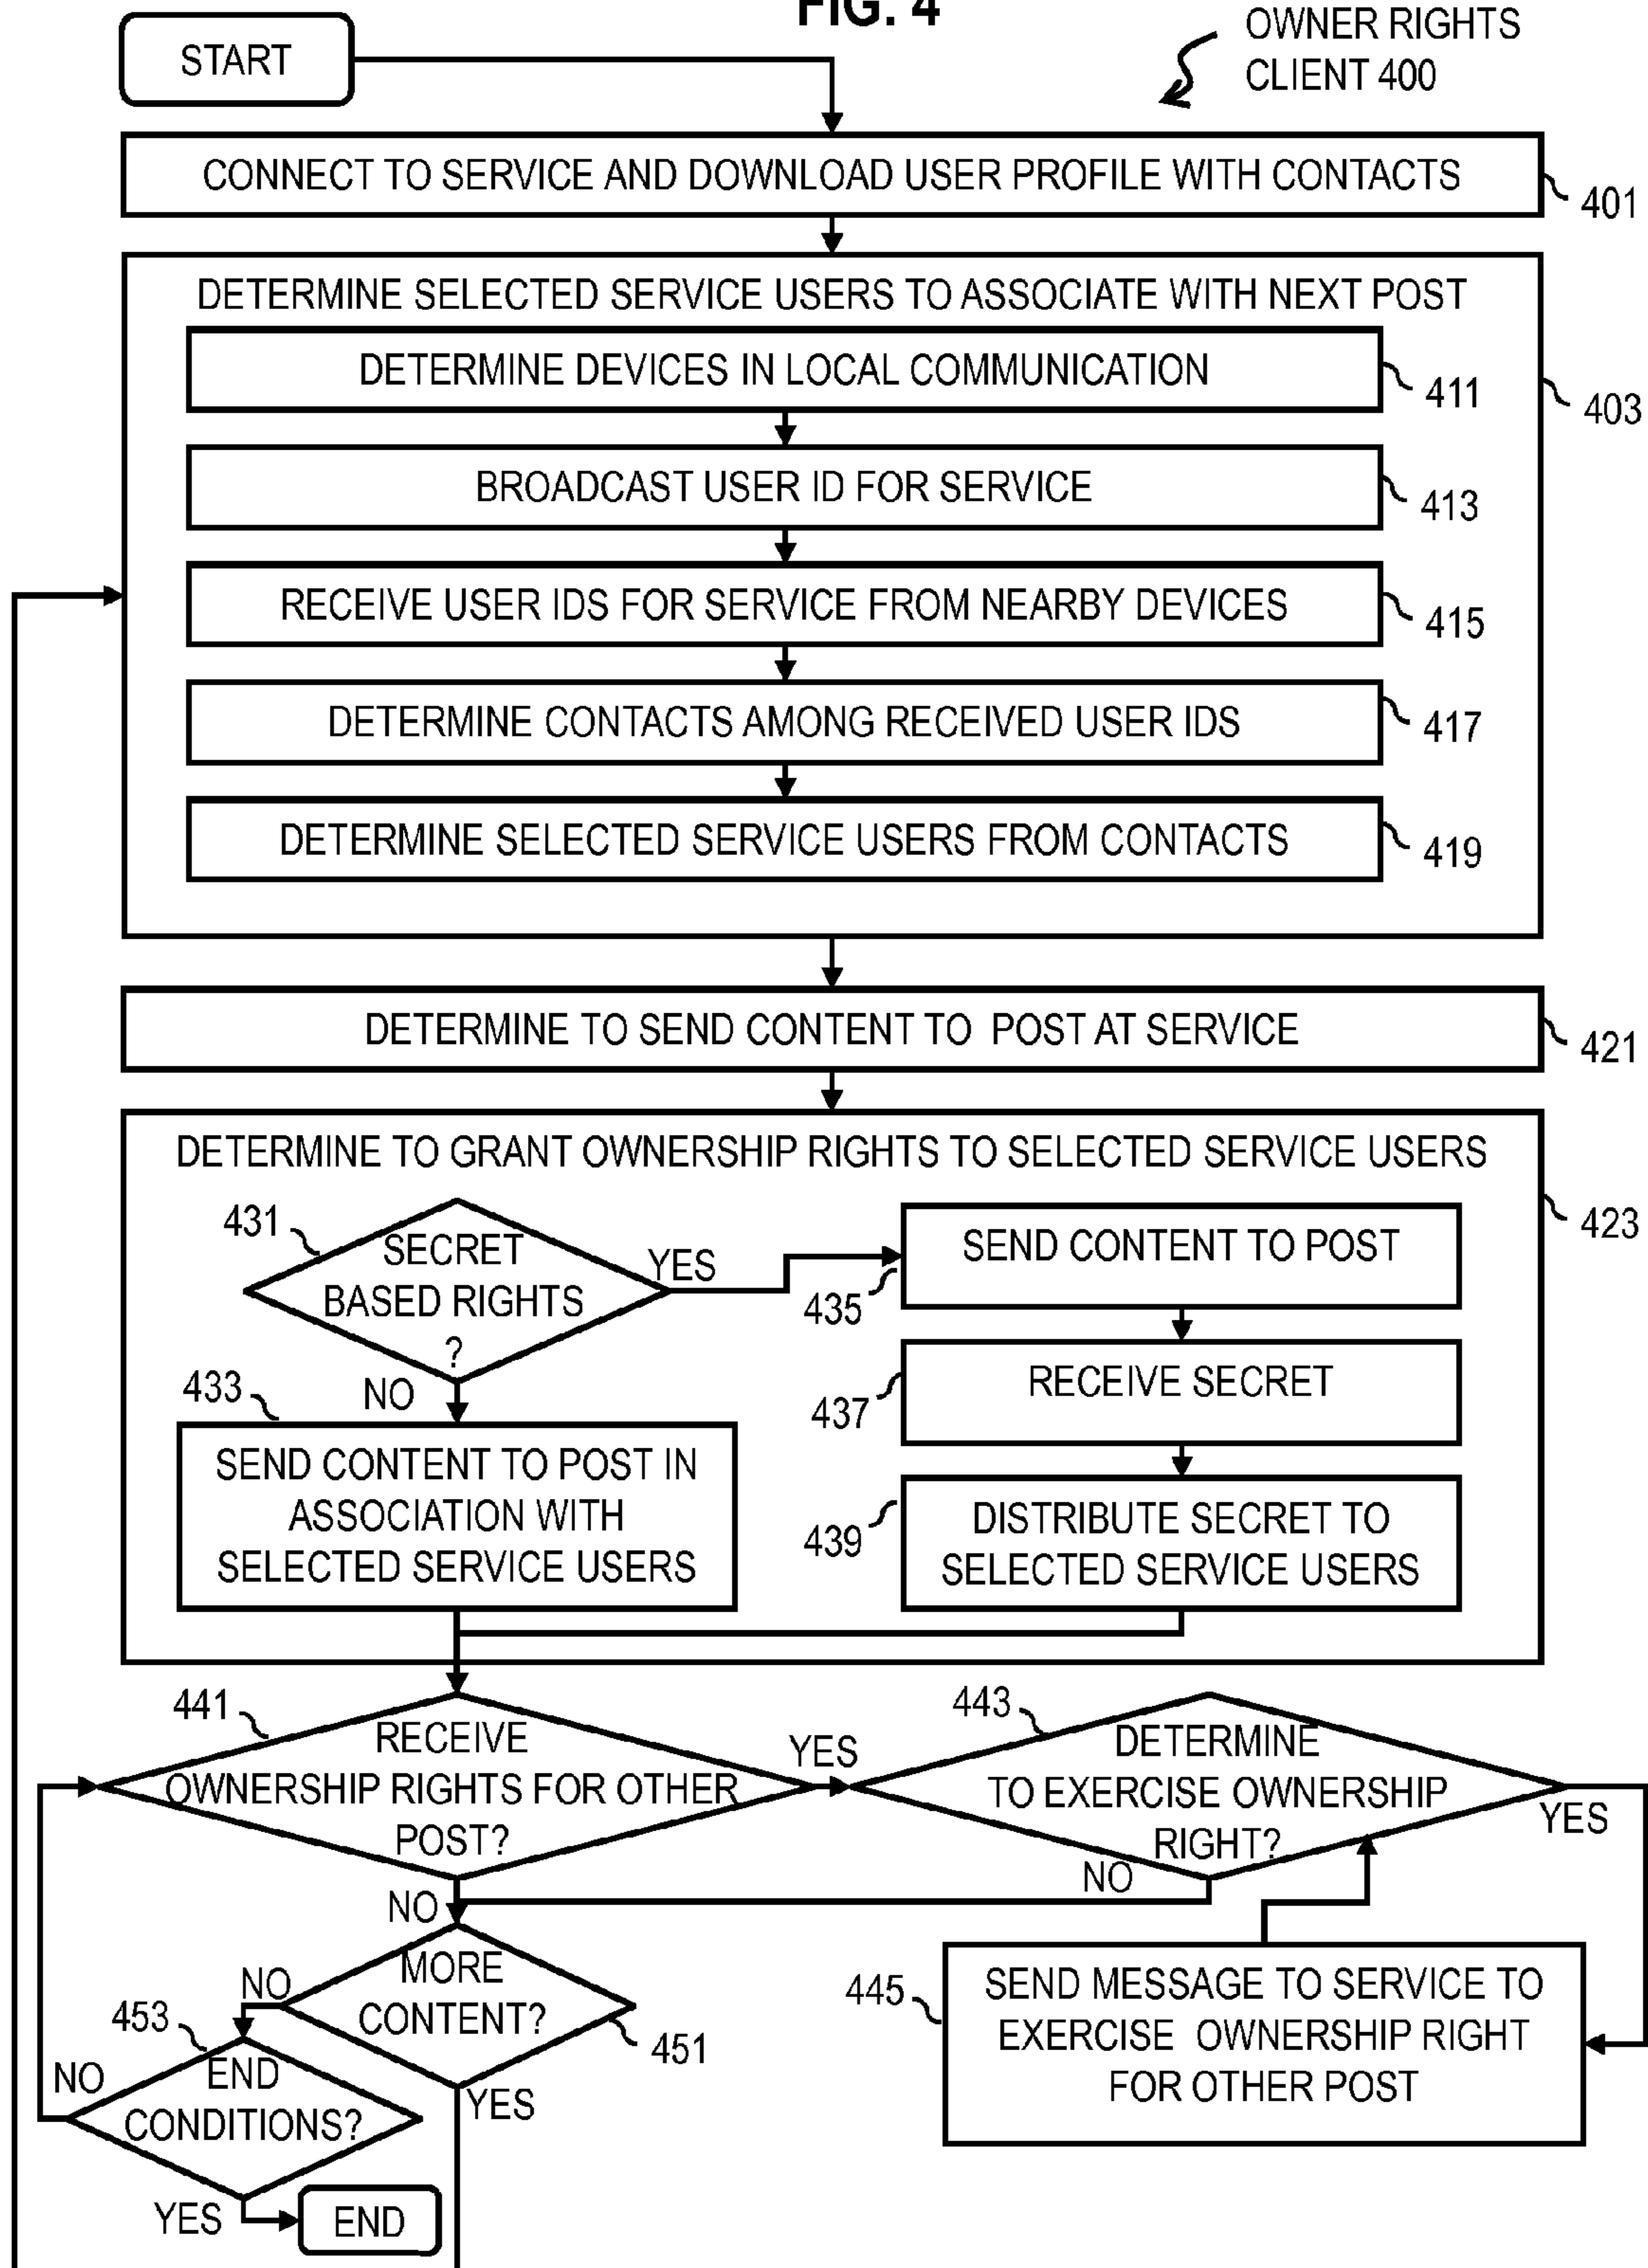 FIG. 4
OWNER RIGHTS
CLIENT 400
START
CONNECT TO SERVICE AND DOWNLOAD USER PROFILE WITH CONTACTS
401
DETERMINE SELECTED SERVICE USERS TO ASSOCIATE WITH NEXT POST
403
DETERMINE DEVICES IN LOCAL COMMUNICATION
411
BROADCAST USER ID FOR SERVICE
413
RECEIVE USER IDS FOR SERVICE FROM NEARBY DEVICES
415
DETERMINE CONTACTS AMONG RECEIVED USER IDS
417
DETERMINE SELECTED SERVICE USERS FROM CONTACTS
419
DETERMINE TO SEND CONTENT TO POST AT SERVICE
421
DETERMINE TO GRANT OWNERSHIP RIGHTS TO SELECTED SERVICE USERS
423
431
SECRET
BASED RIGHTS
?
YES
NO
SEND CONTENT TO POST
435
RECEIVE SECRET
437
DISTRIBUTE SECRET TO
SELECTED SERVICE USERS
439
433
SEND CONTENT TO POST IN
ASSOCIATION WITH
SELECTED SERVICE USERS
441
RECEIVE
OWNERSHIP RIGHTS FOR OTHER
POST?
YES
NO
443
DETERMINE
TO EXERCISE OWNERSHIP
RIGHT?
YES
NO
445
SEND MESSAGE TO SERVICE TO
EXERCISE OWNERSHIP RIGHT
FOR OTHER POST
MORE
CONTENT?
451
NO
YES
453
END
CONDITIONS?
NO
YES
END